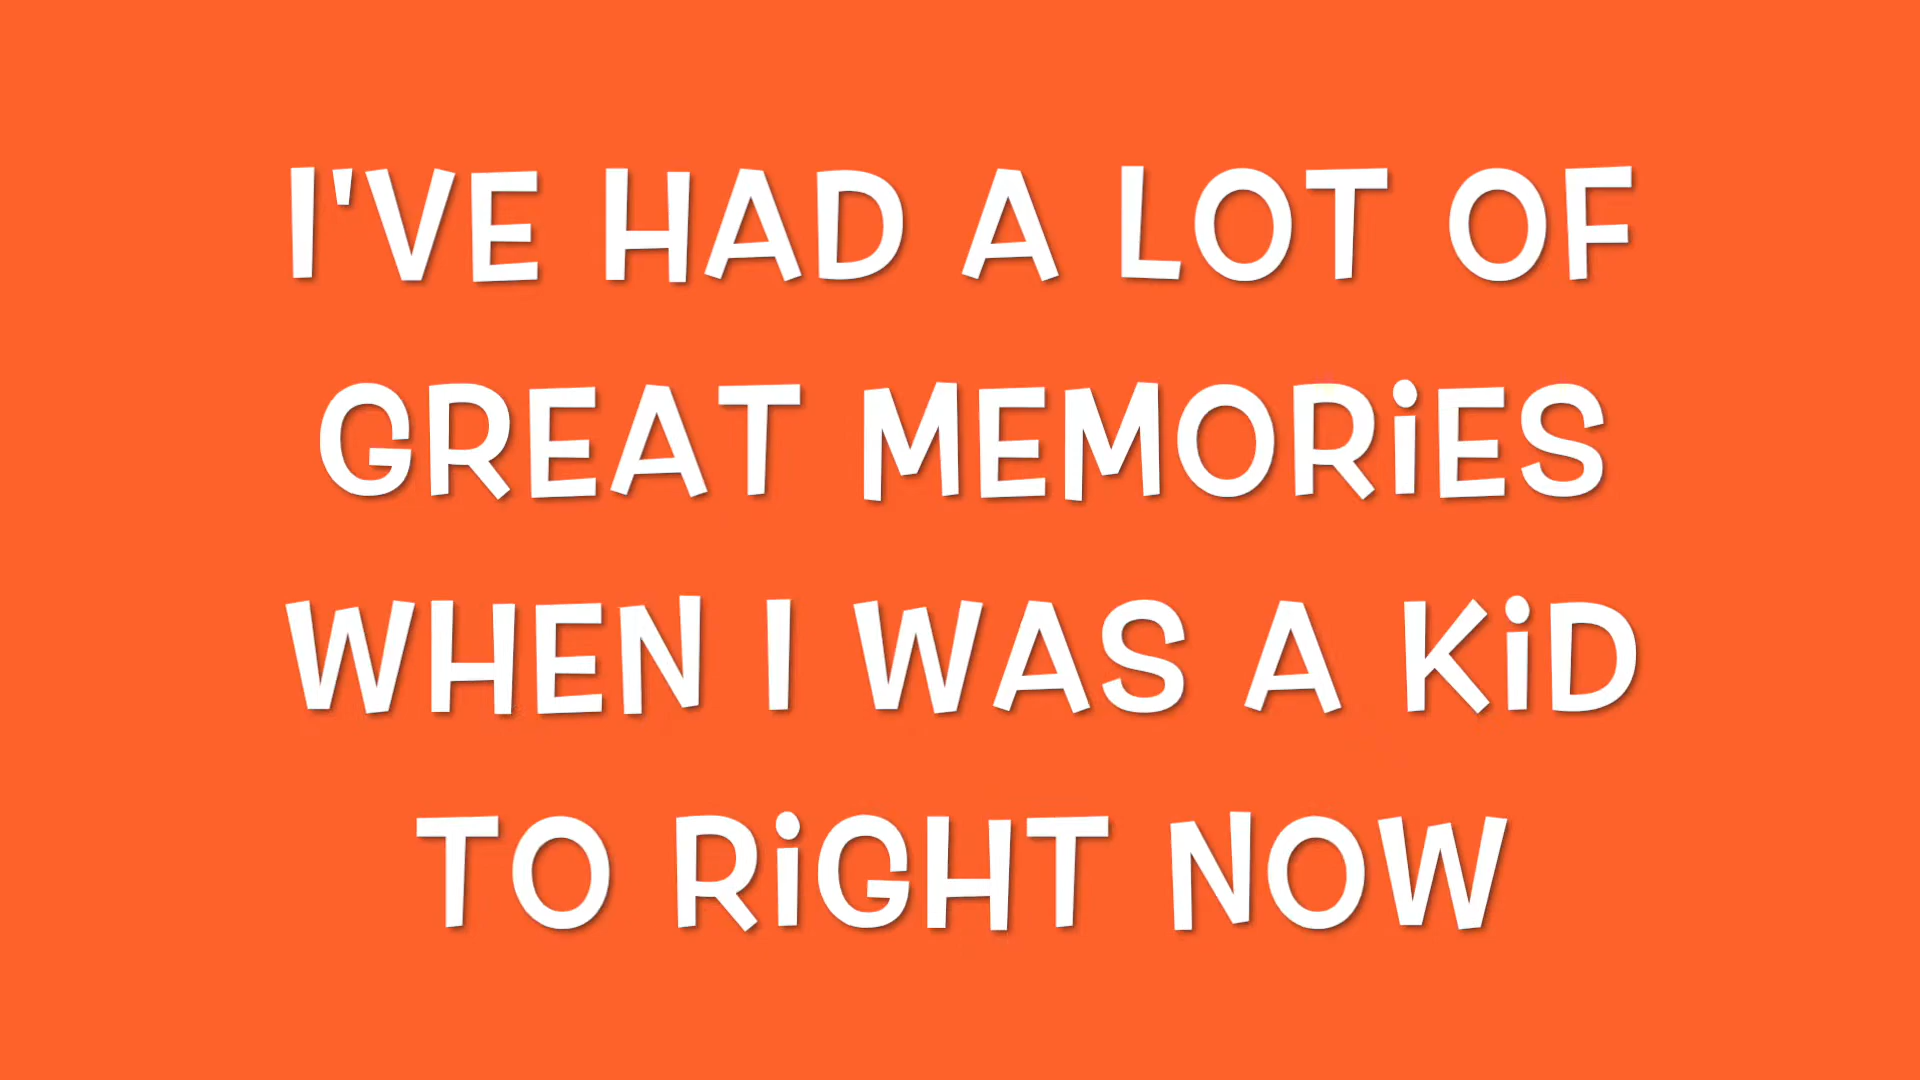 I'VE HAD A LOT OF
GREAT MEMORiES
WHEN I WAS A KiD
TO RiGHT NOW